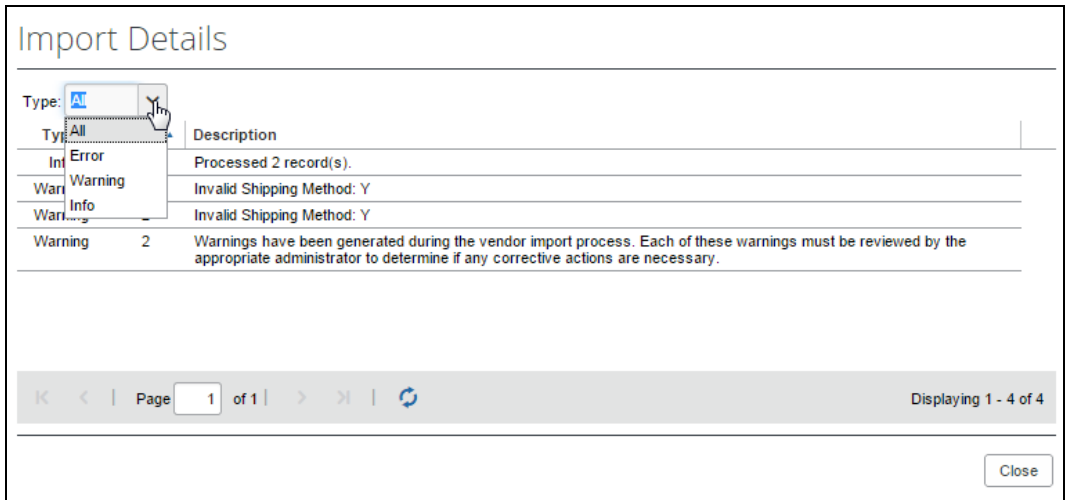 Import Details
Type: All
All
Error
Warning
Info
Description
Processed 2 record(s).
Invalid Shipping Method: Y
Invalid Shipping Method: Y
Warning 2 Warnings have been generated during the vendor import process. Each of these warnings must be reviewed by the
appropriate administrator to determine if any corrective actions are necessary.
Page 1 of 1
Displaying 1 - 4 of 4
Close